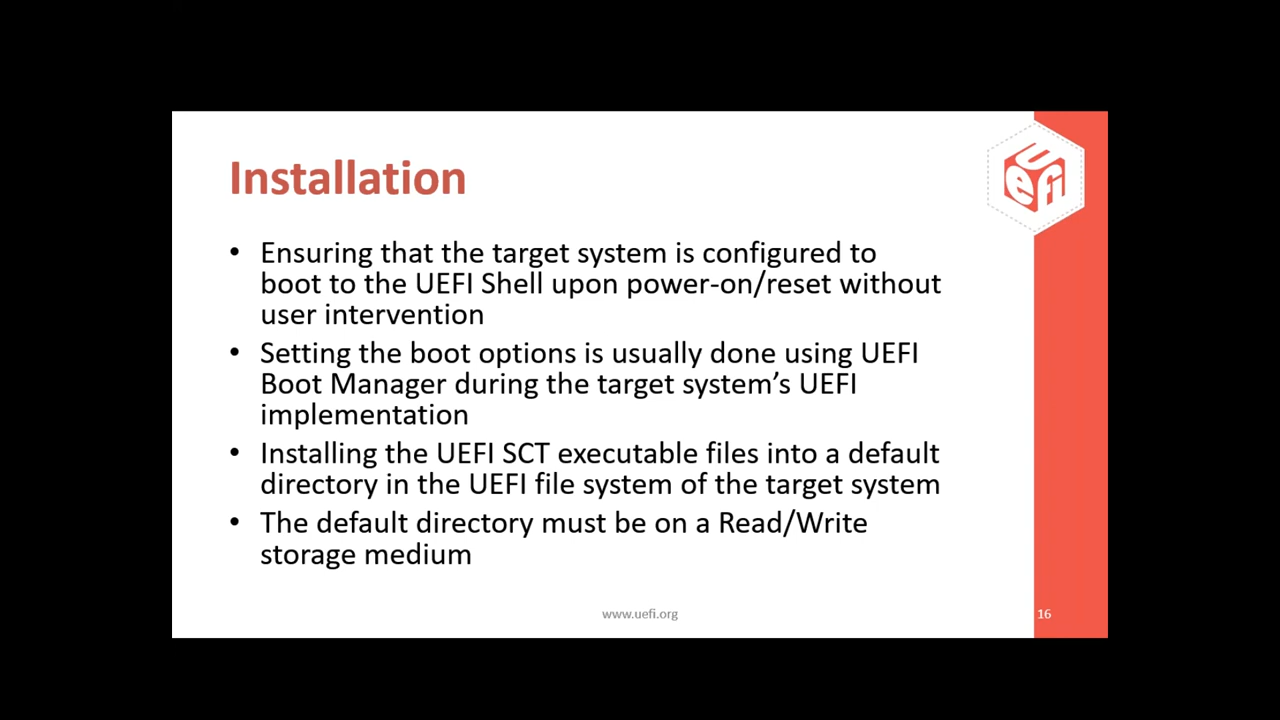 Installation
• Ensuring that the target system is configured to
boot to the UEFI Shell upon power-on/reset without
user intervention
• Setting the boot options is usually done using UEFI
Boot Manager during the target system’s UEFI
implementation
• Installing the UEFI SCT executable files into a default
directory in the UEFI file system of the target system
• The default directory must be on a Read/Write
storage medium
www.uefi.org
16
UEFI